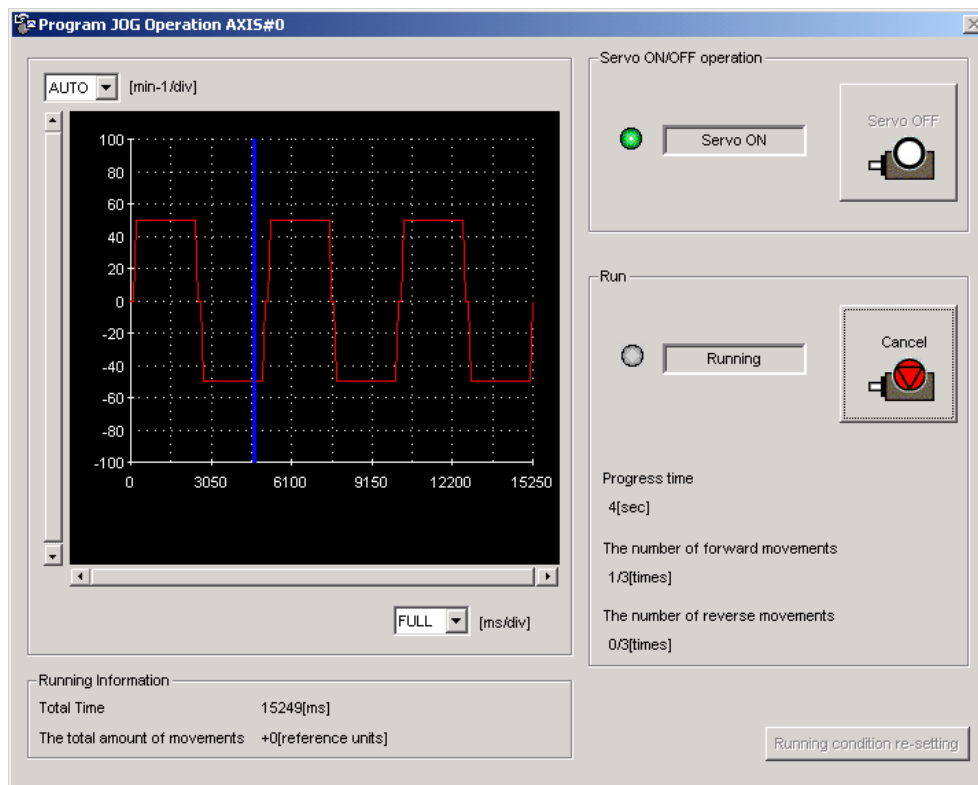 Program JOG Operation AXIS#0
AUTO [min-1/div]
100
80
60
40
20
0
-20
-40
-60
-80
-100
0 3050 6100 9150 12200 15250
FULL [ms/div]
Running Information
Total Time 15249[ms]
The total amount of movements +0[reference units]
Servo ON/OFF operation
Servo ON
Servo OFF
Run
Running
Cancel
Progress time
4[sec]
The number of forward movements
1/3[times]
The number of reverse movements
0/3[times]
Running condition re-setting